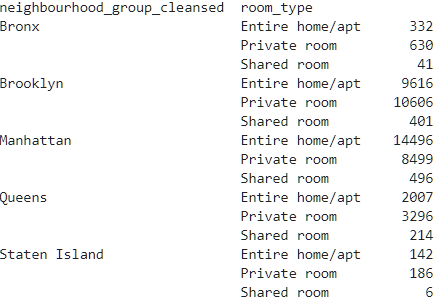 neighbourhood_group_cleansed  room_type
Bronx                         Entire home/apt      332
                              Private room         630
                              Shared room           41
Brooklyn                      Entire home/apt     9616
                              Private room       10606
                              Shared room          401
Manhattan                     Entire home/apt    14496
                              Private room        8499
                              Shared room          496
Queens                        Entire home/apt     2007
                              Private room        3296
                              Shared room          214
Staten Island                 Entire home/apt      142
                              Private room         186
                              Shared room            6